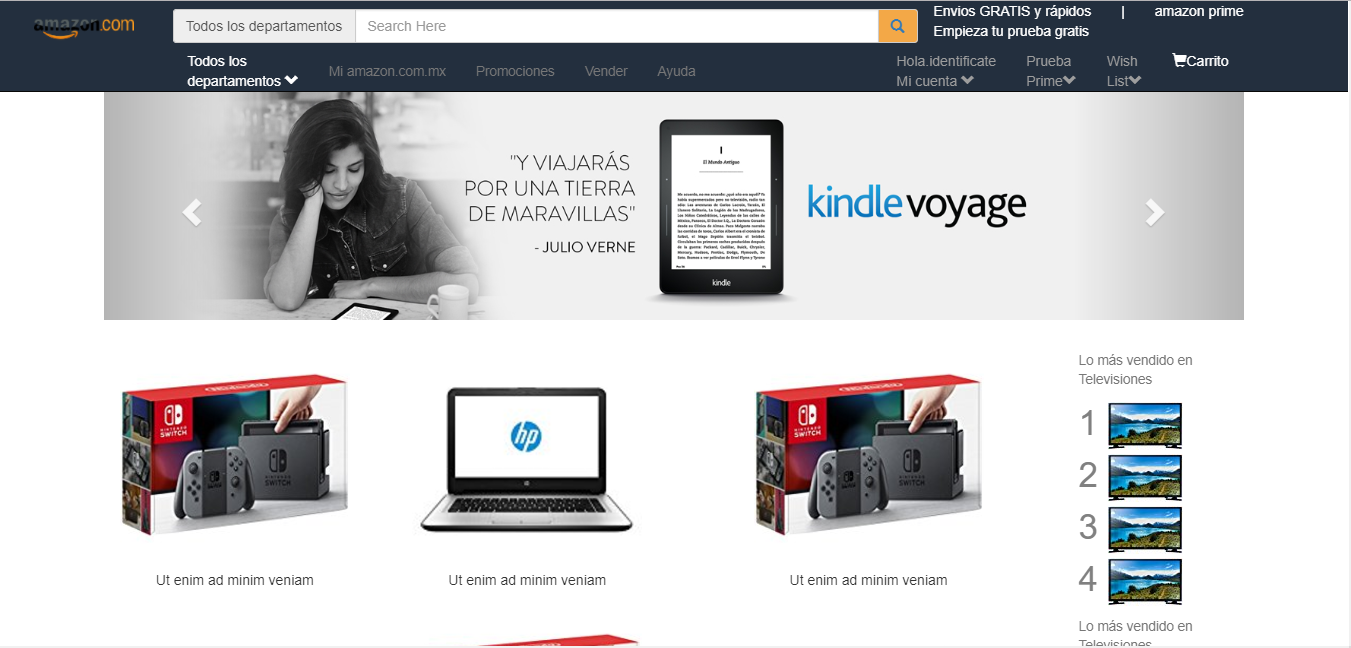 amazon.com
Todos los departamentos
Search Here
Envios GRATIS y rápidos | amazon prime
Empieza tu prueba gratis
Todos los
departamentos
Mi amazon.com.mx
Promociones
Vender
Ayuda
Hola.identificate
Mi cuenta
Prueba
Prime
Wish
List
Carrito
"Y VIAJARÁS
POR UNA TIERRA
DE MARAVILLAS"
- JULIO VERNE
I
El Mundo Antiguo
kindle
kindle voyage
NINTENDO
SWITCH
NINTENDO
SWITCH
hp
NINTENDO
SWITCH
NINTENDO
SWITCH
Ut enim ad minim veniam
Ut enim ad minim veniam
Ut enim ad minim veniam
Lo más vendido en
Televisiones
1
2
3
4
Lo más vendido en
Televisiones